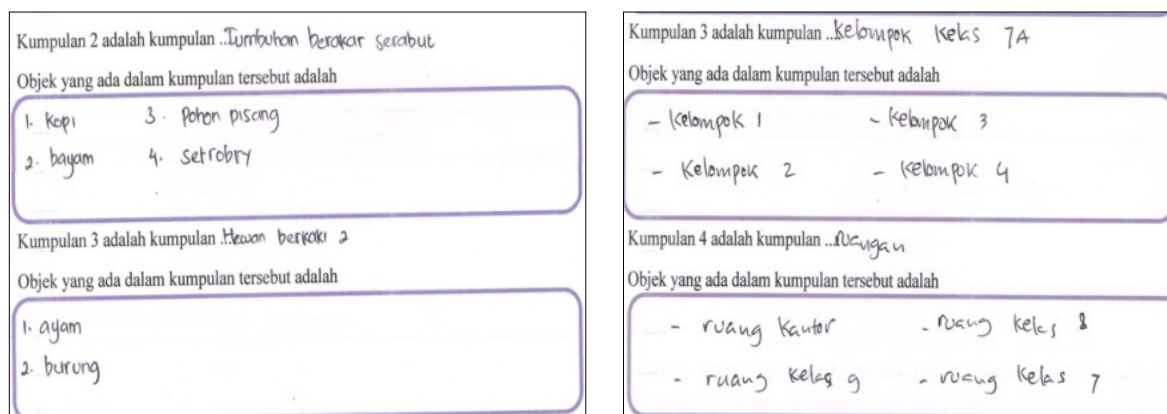 Kumpulan 2 adalah kumpulan ..Tumbuhan berakar serabut
Objek yang ada dalam kumpulan tersebut adalah
1. Kopi 3. Pohon pisang
2. bayam 4. setrobry
Kumpulan 3 adalah kumpulan .Hewan berkaki 2
Objek yang ada dalam kumpulan tersebut adalah
1. ayam
2. burung
Kumpulan 3 adalah kumpulan ..Kelompok Kelas 7A
Objek yang ada dalam kumpulan tersebut adalah
- Kelompok 1 - Kelompok 3
- Kelompok 2 - Kelompok 4
Kumpulan 4 adalah kumpulan ...Ruangan
Objek yang ada dalam kumpulan tersebut adalah
- ruang Kantor - ruang Kelas 8
- ruang Kelas 9 - ruang Kelas 7